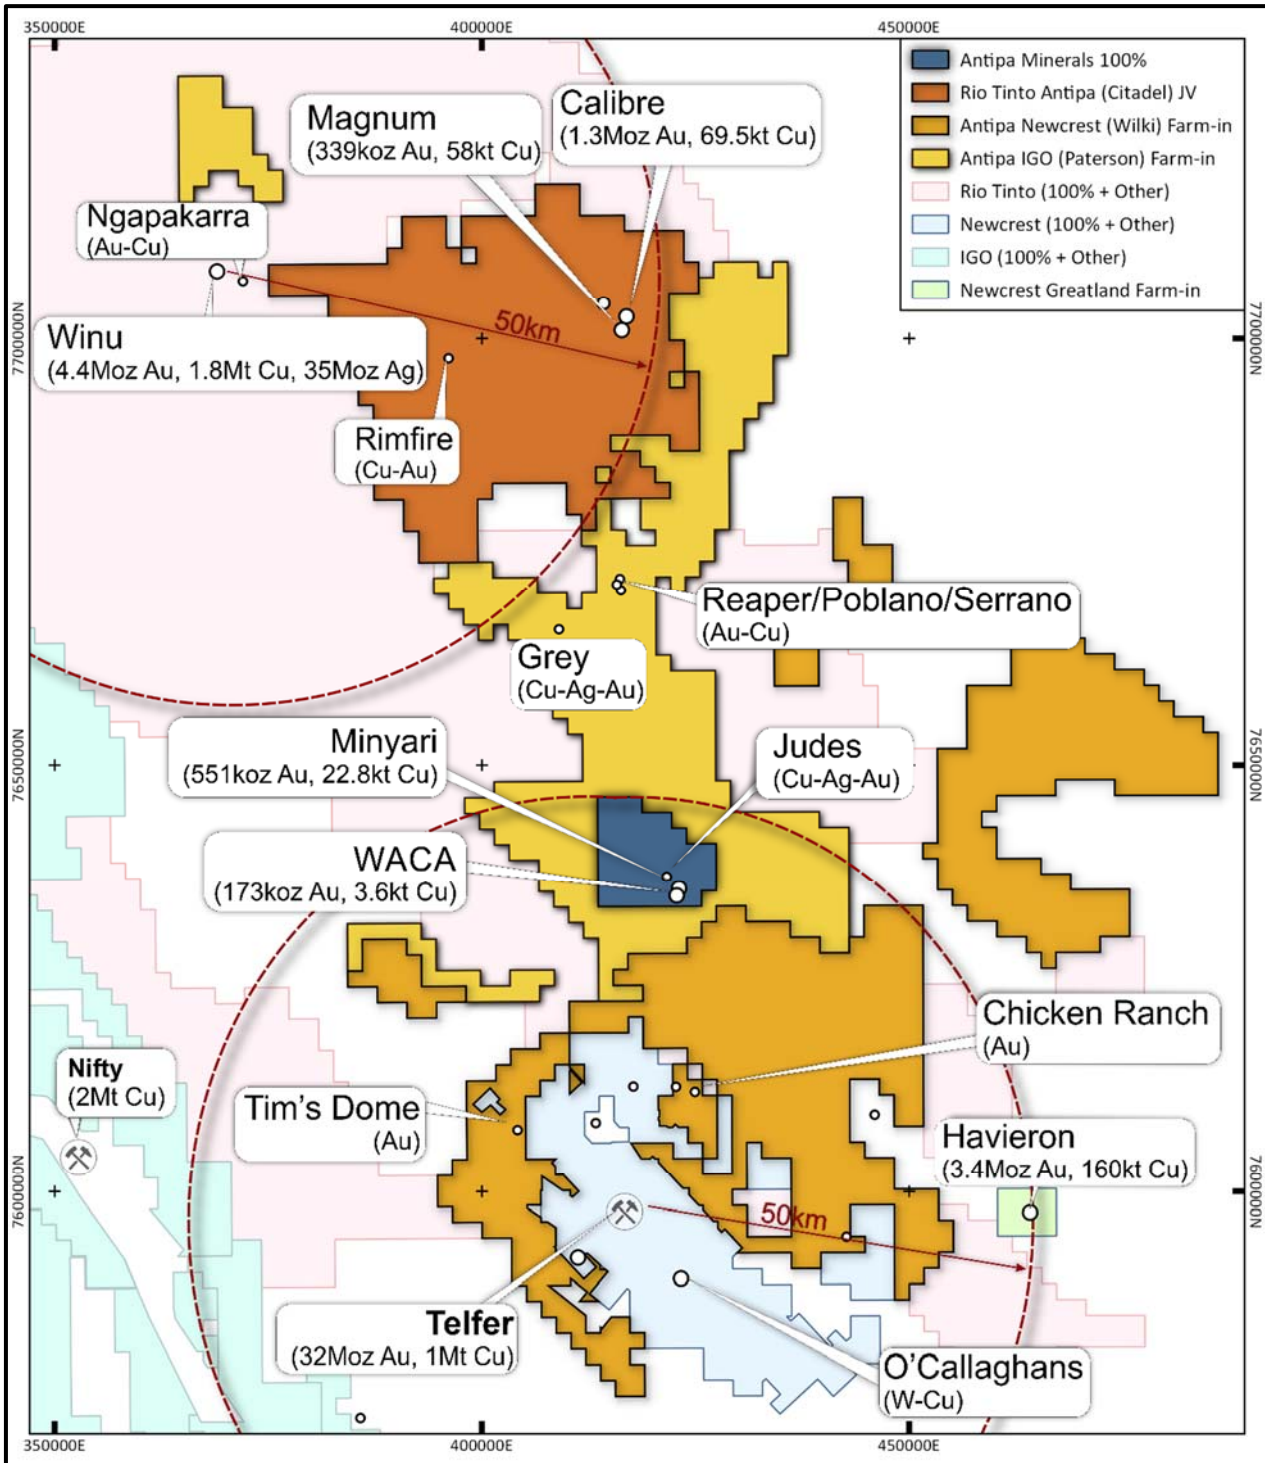 350000E
400000E
450000E
Antipa Minerals 100%
Rio Tinto Antipa (Citadel) JV
Antipa Newcrest (Wilki) Farm-in
Antipa IGO (Paterson) Farm-in
Rio Tinto (100% + Other)
Newcrest (100% + Other)
IGO (100% + Other)
Newcrest Greatland Farm-in
Calibre
(1.3Moz Au, 69.5kt Cu)
Magnum
(339koz Au, 58kt Cu)
Ngapakarra
(Au-Cu)
Winu
(4.4Moz Au, 1.8Mt Cu, 35Moz Ag)
50km
7700000N
7700000N
Rimfire
(Cu-Au)
Reaper/Poblano/Serrano
(Au-Cu)
Grey
(Cu-Ag-Au)
Minyari
(551koz Au, 22.8kt Cu)
Judes
(Cu-Ag-Au)
7650000N
7650000N
WACA
(173koz Au, 3.6kt Cu)
Chicken Ranch
(Au)
Nifty
(2Mt Cu)
Tim's Dome
(Au)
Havieron
(3.4Moz Au, 160kt Cu)
7600000N
7600000N
50km
Telfer
(32Moz Au, 1Mt Cu)
O'Callaghans
(W-Cu)
350000E
400000E
450000E